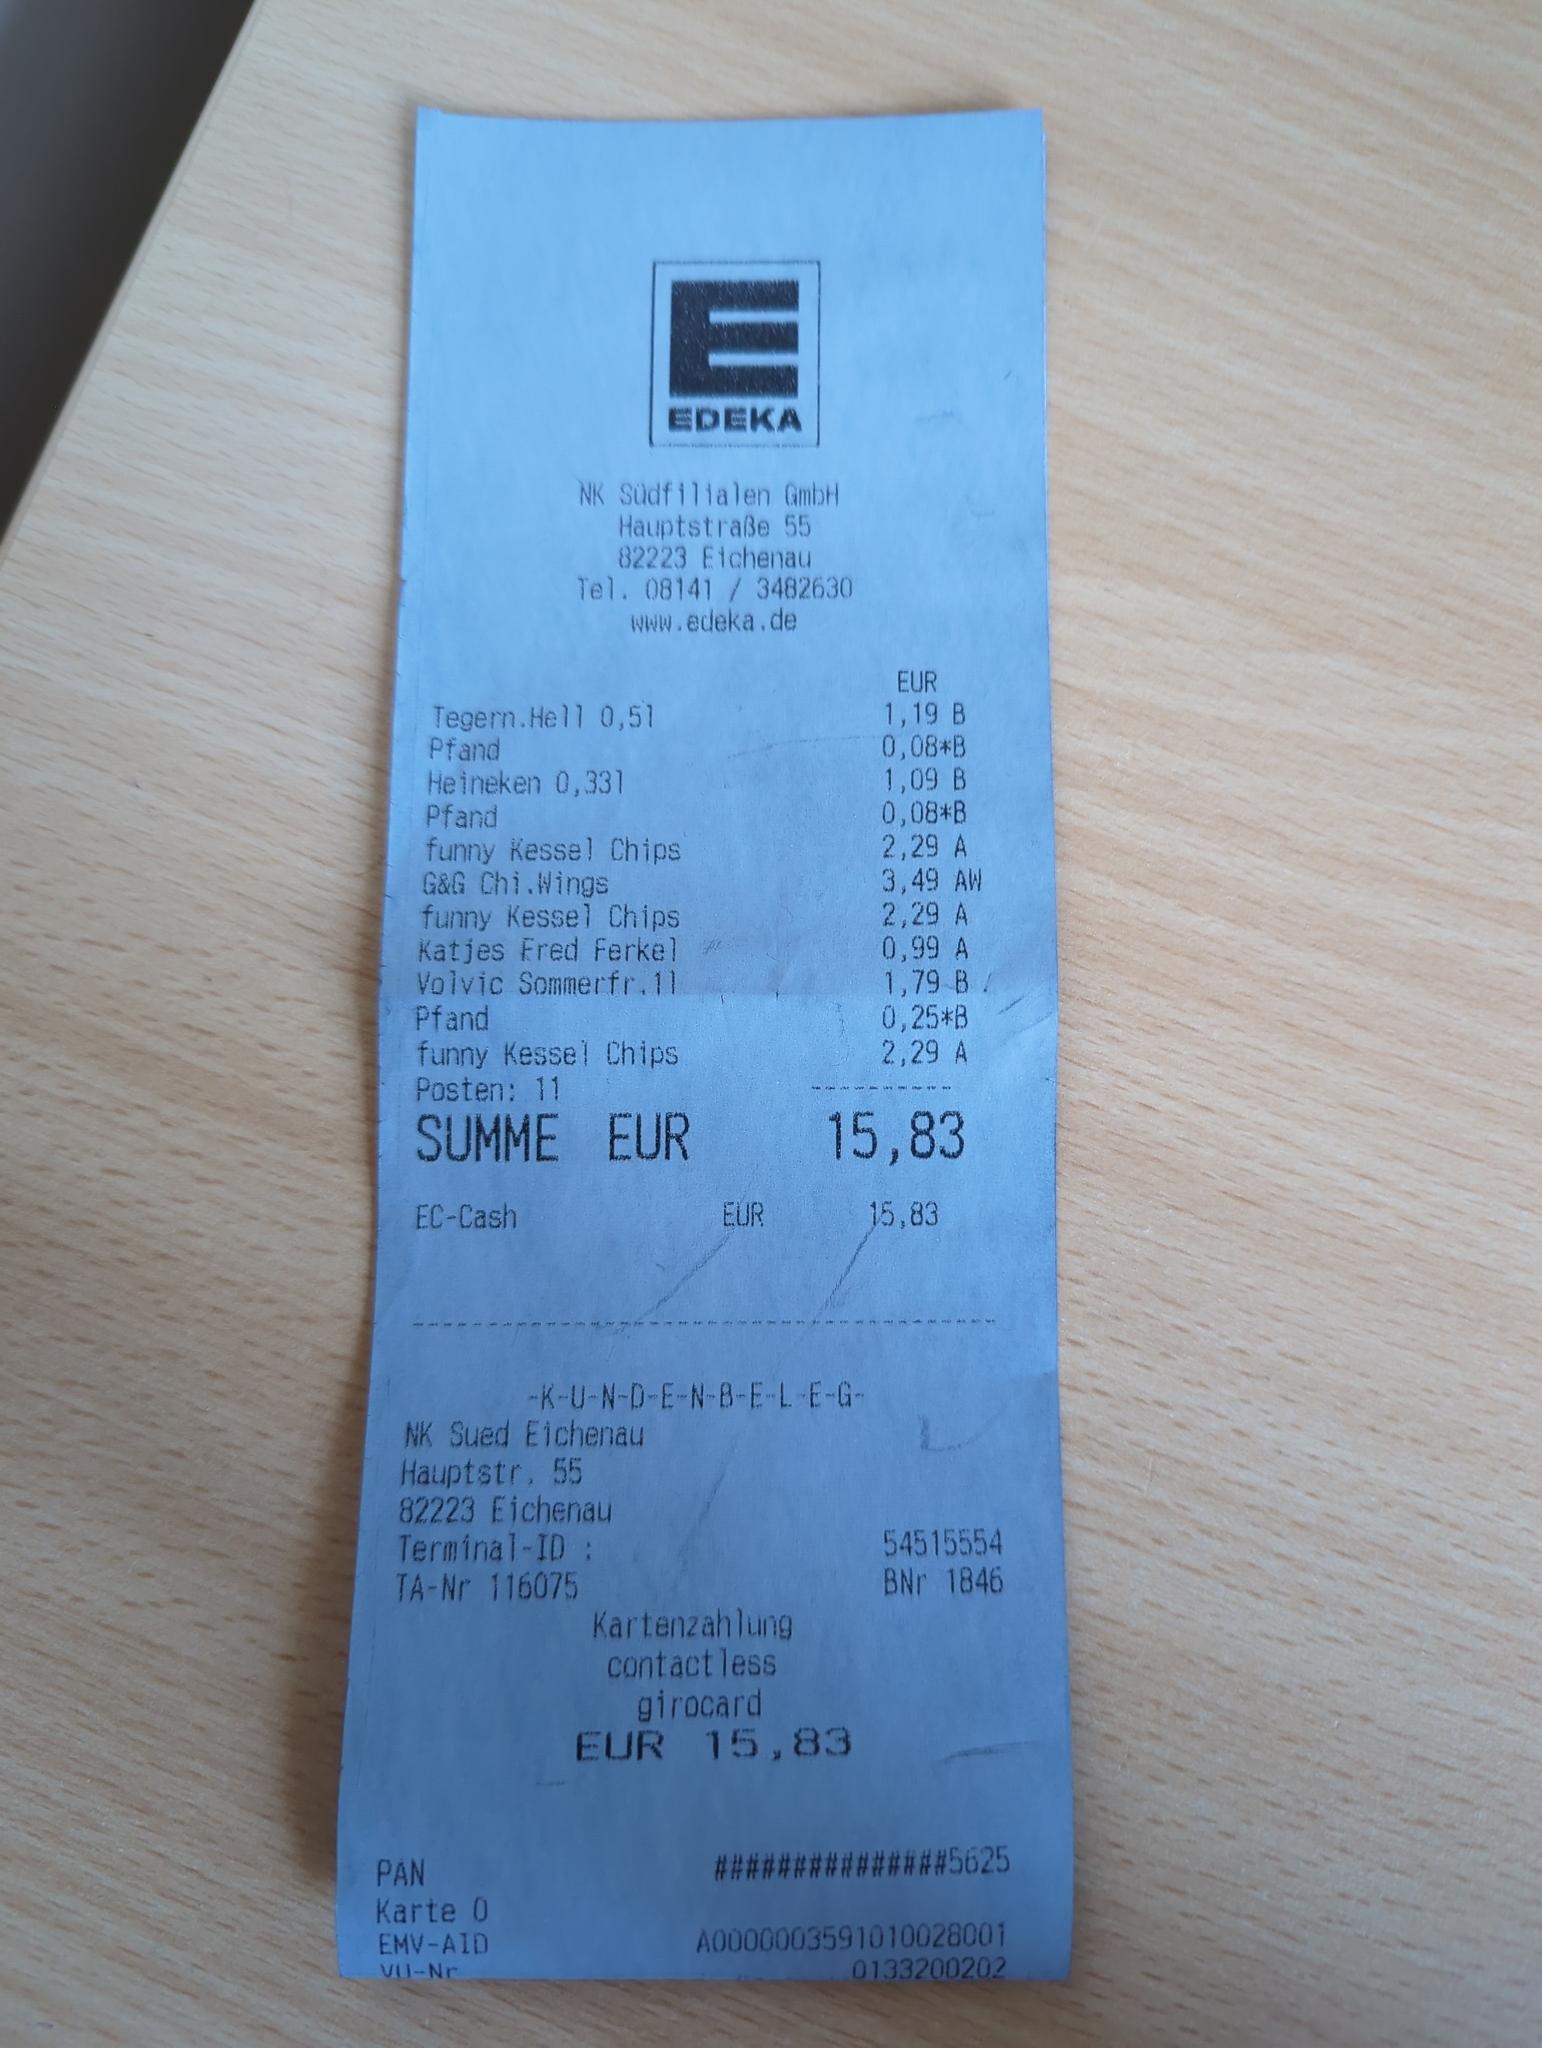 E
EDEKA
NK Südfilialen GmbH
Hauptstraße 55
82223 Eichenau
Tel. 08141 / 3482630
www.edeka.de
EUR
Tegern.Hell 0,5l 1,19 B
Pfand 0,08*B
Heineken 0,33l 1,09 B
Pfand 0,08*B
funny Kessel Chips 2,29 A
G&G Chi.Wings 3,49 AW
funny Kessel Chips 2,29 A
Katjes Fred Ferkel 0,99 A
Volvic Sommerfr.1l 1,79 B
Pfand 0,25*B
funny Kessel Chips 2,29 A
Posten: 11 ----------
SUMME EUR 15,83
EC-Cash EUR 15,83
-K-U-N-D-E-N-B-E-L-E-G-
NK Sued Eichenau
Hauptstr. 55
82223 Eichenau
Terminal-ID : 54515554
TA-Nr 116075 BNr 1846
Kartenzahlung
contactless
girocard
EUR 15,83
PAN ###############5625
Karte 0
EMV-AID A0000003591010028001
VU-Nr 0133200202